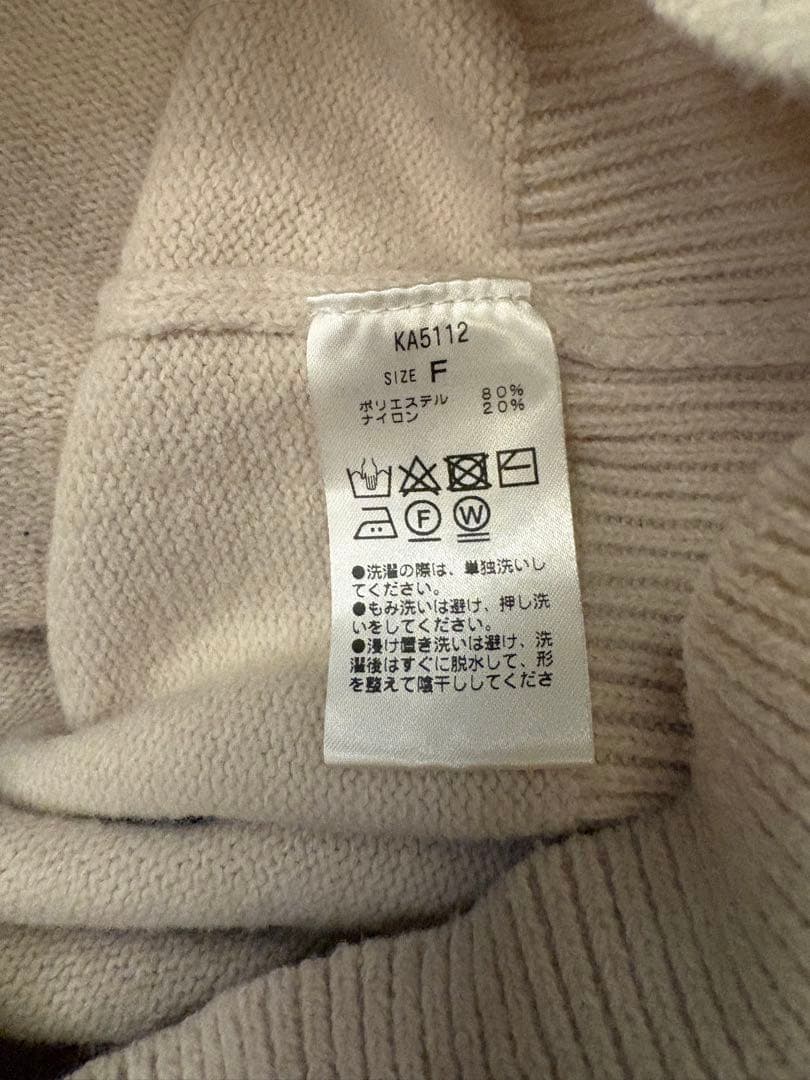 KA5112
SIZE F
ポリエステル 80%
ナイロン 20%
F W
●洗濯の際は、単独洗いし
てください。
●もみ洗いは避け、押し洗
いをしてください。
●浸け置き洗いは避け、洗
濯後はすぐに脱水して、形
を整えて陰干ししてくださ